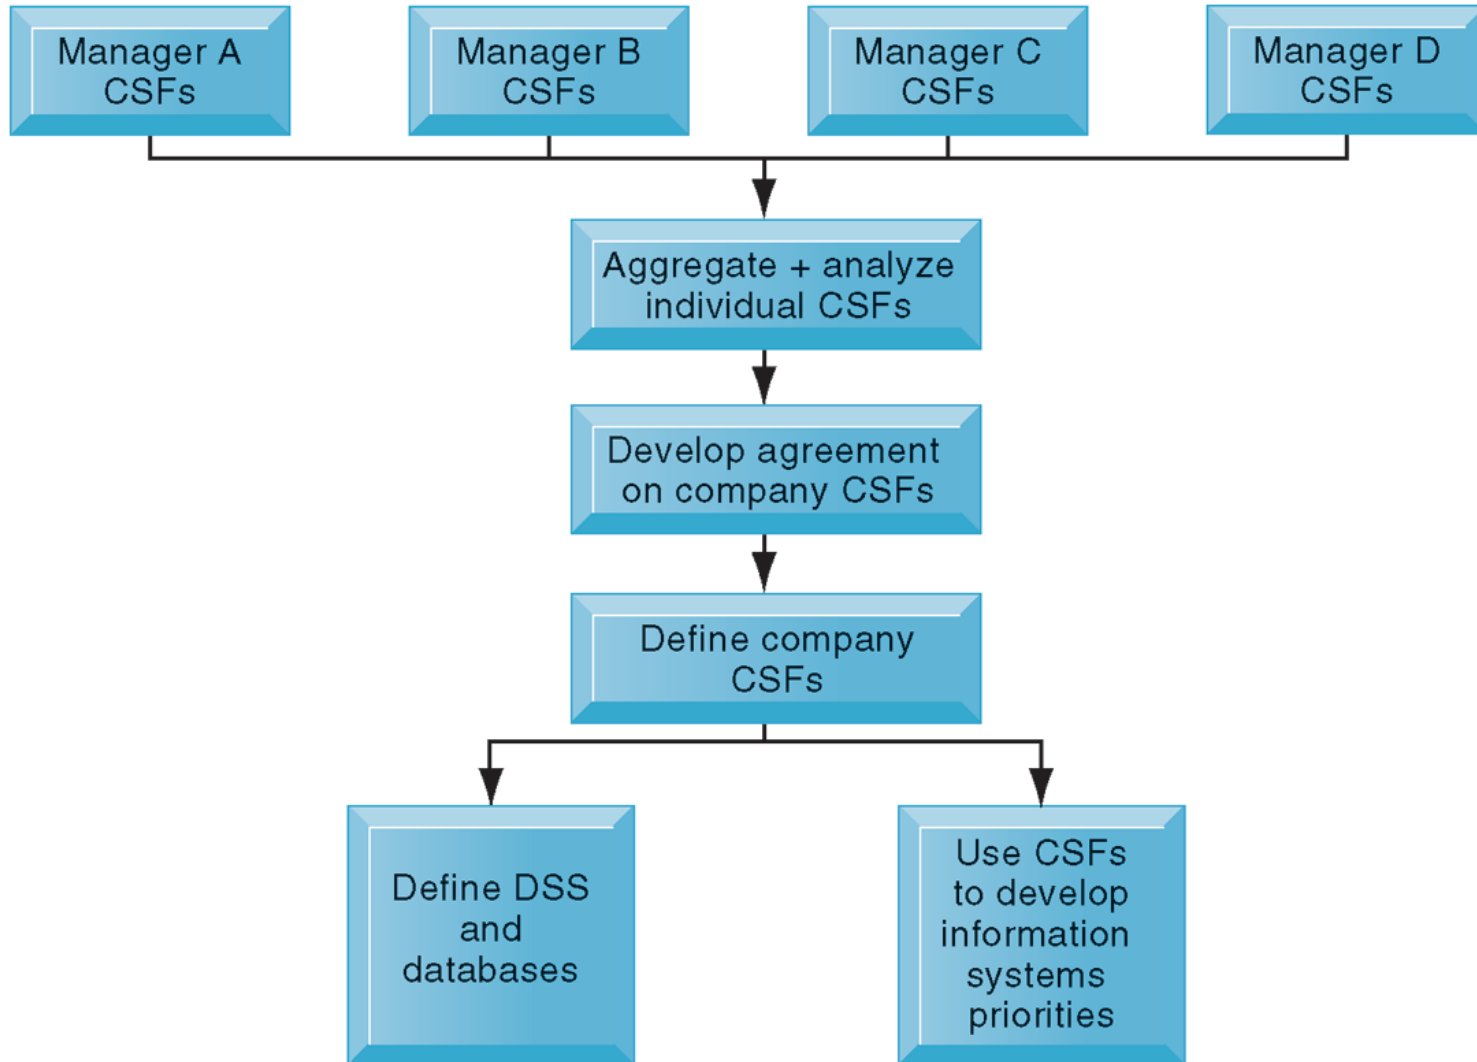 Manager A
CSFs
Manager B
CSFs
Manager C
CSFs
Manager D
CSFs
Aggregate + analyze
individual CSFs
Develop agreement
on company CSFs
Define company
CSFs
Define DSS
and
databases
Use CSFs
to develop
information
systems
priorities